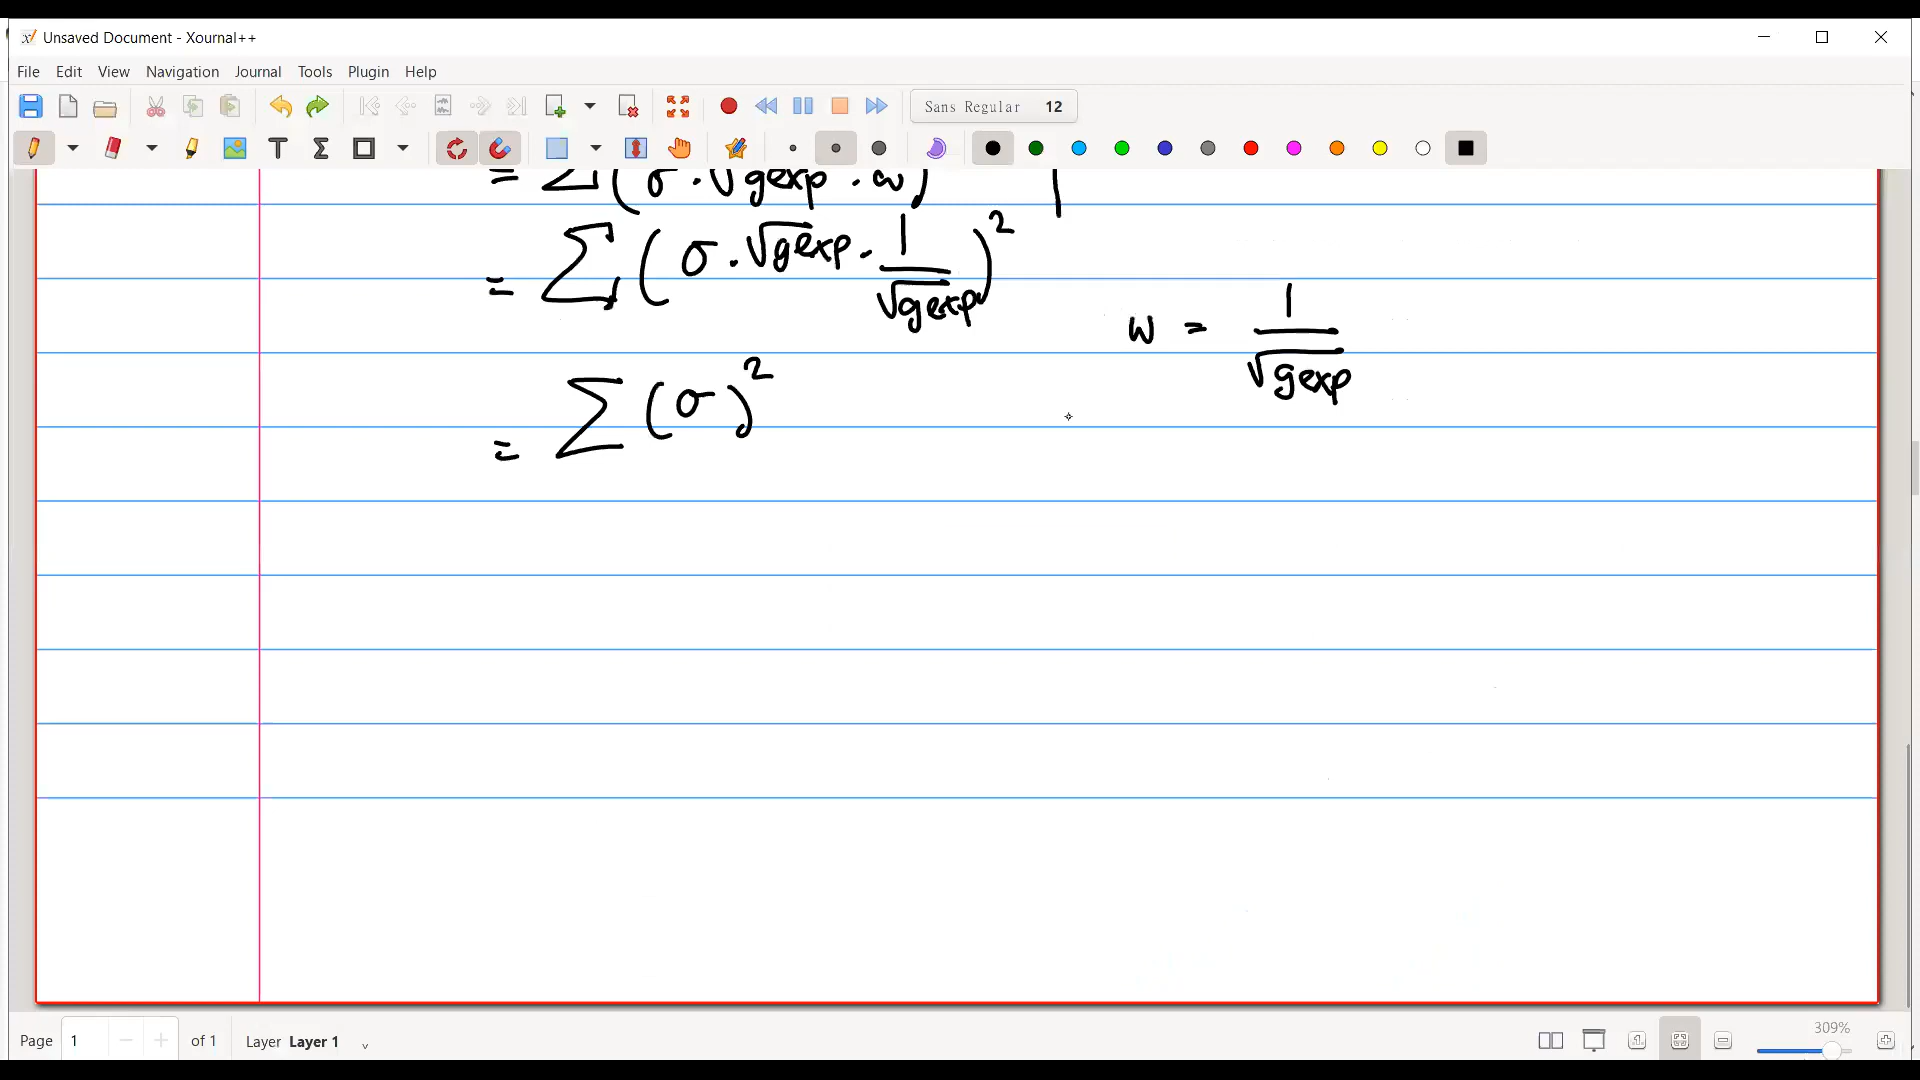 Unsaved Document - Xournal++
File Edit View Navigation Journal Tools Plugin Help
Sans Regular 12
= Σ(σ · √gexp · w)
= Σ(σ · √gexp · 1/√gexp)²
w = 1/√gexp
= Σ(σ)²
Page 1 of 1 Layer Layer 1 309%